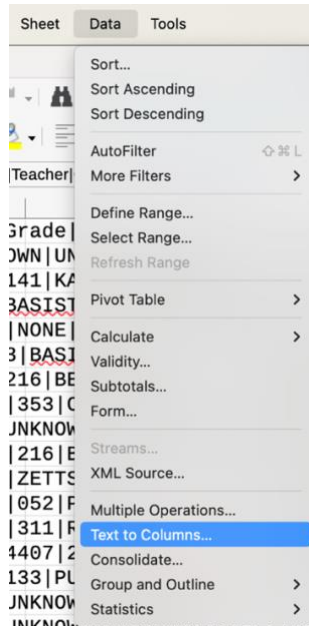 Sheet Data Tools
Sort...
Sort Ascending
Sort Descending
AutoFilter ⇧⌘L
More Filters >
Define Range...
Select Range...
Refresh Range
Pivot Table >
Calculate >
Validity...
Subtotals...
Form...
Streams...
XML Source...
Multiple Operations...
Text to Columns...
Consolidate...
Group and Outline >
Statistics >
|Teacher|
Grade|
OWN|UN
141|KA
BASIST
|NONE|
3|BASI
216|BE
|353|C
UNKNOW
|216|E
|ZETTS
|052|F
|311|R
4407|2
133|PU
UNKNOW
UNKNOW